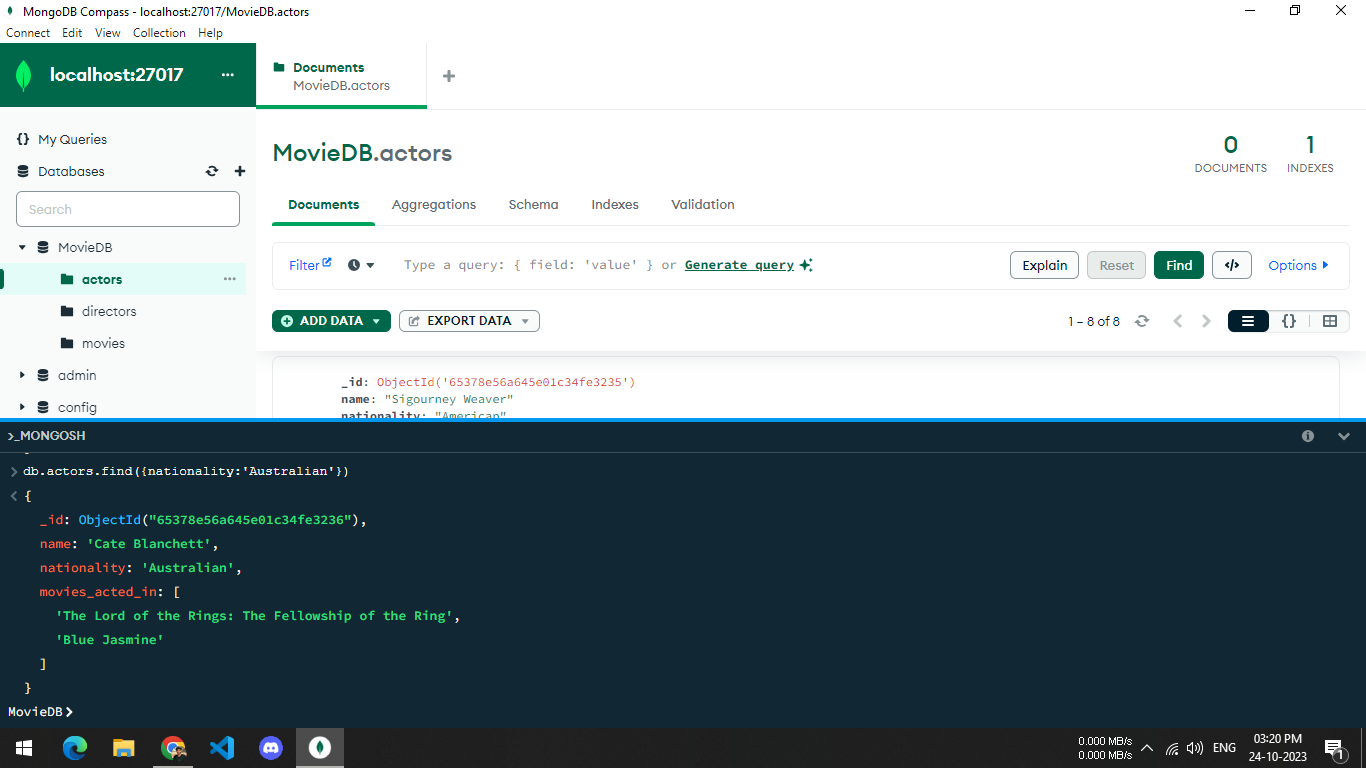 MongoDB Compass - localhost:27017/MovieDB.actors
Connect Edit View Collection Help
localhost:27017 ...
Documents
MovieDB.actors
{} My Queries
Databases
Search
MovieDB
actors
directors
movies
admin
config
MovieDB.actors
0
DOCUMENTS
1
INDEXES
Documents Aggregations Schema Indexes Validation
Filter Type a query: { field: 'value' } or Generate query Explain Reset Find </> Options
ADD DATA EXPORT DATA 1 – 8 of 8 {}
_id: ObjectId('65378e56a645e01c34fe3235')
name: "Sigourney Weaver"
nationality: "American"
>_MONGOSH
> db.actors.find({nationality:'Australian'})
< {
_id: ObjectId("65378e56a645e01c34fe3236"),
name: 'Cate Blanchett',
nationality: 'Australian',
movies_acted_in: [
'The Lord of the Rings: The Fellowship of the Ring',
'Blue Jasmine'
]
}
MovieDB>
0.000 MB/s
0.000 MB/s
ENG
03:20 PM
24-10-2023
1